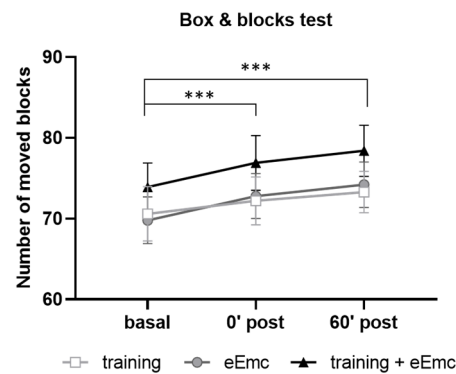 Box & blocks test
Number of moved blocks
100
90
80
70
60
***
***
basal 0' post 60' post
training eEmc training + eEmc